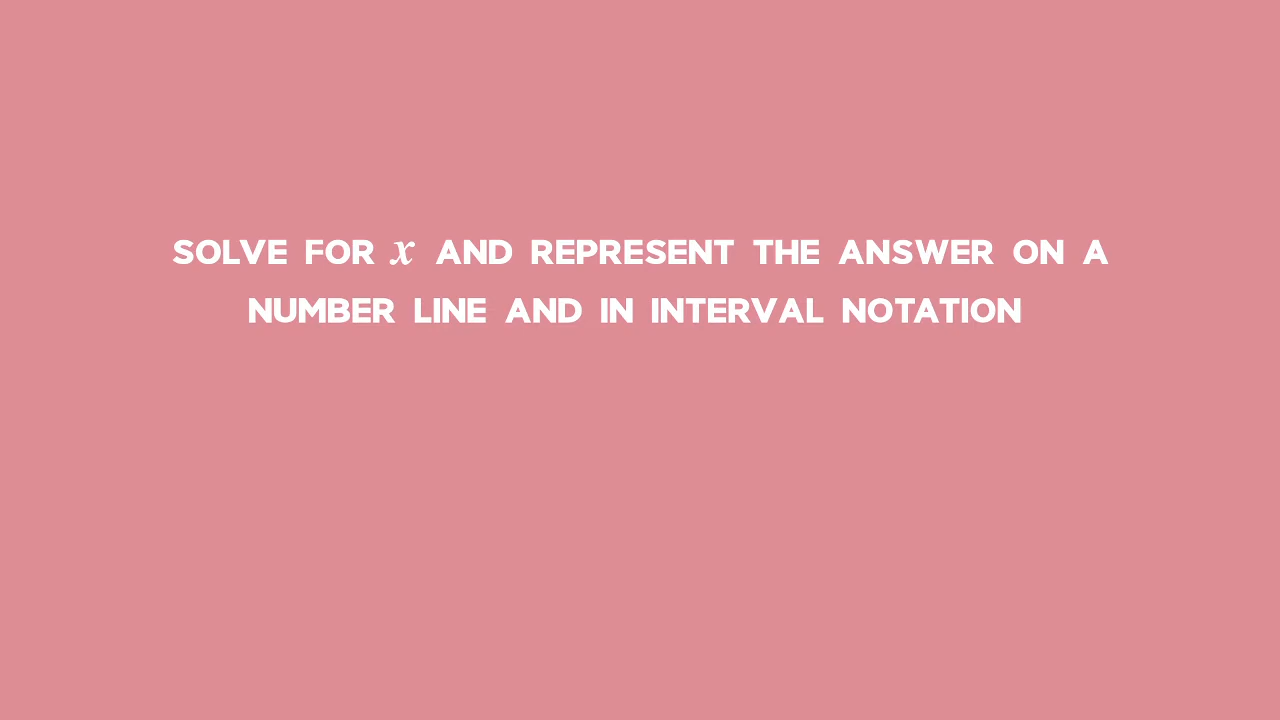 SOLVE FOR x AND REPRESENT THE ANSWER ON A
NUMBER LINE AND IN INTERVAL NOTATION